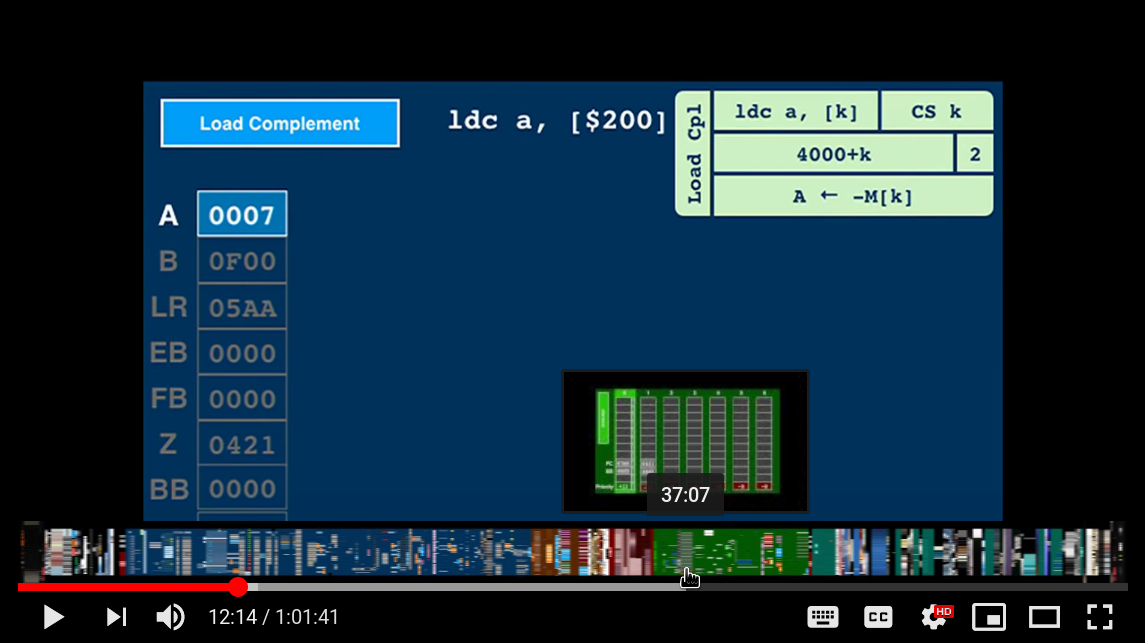 Load Complement
ldc a, [$200]
Load Cpl
ldc a, [k]
CS k
4000+k
2
A ← -M[k]
A 0007
B 0F00
LR 05AA
EB 0000
FB 0000
Z 0421
BB 0000
37:07
12:14 / 1:01:41
CC
HD